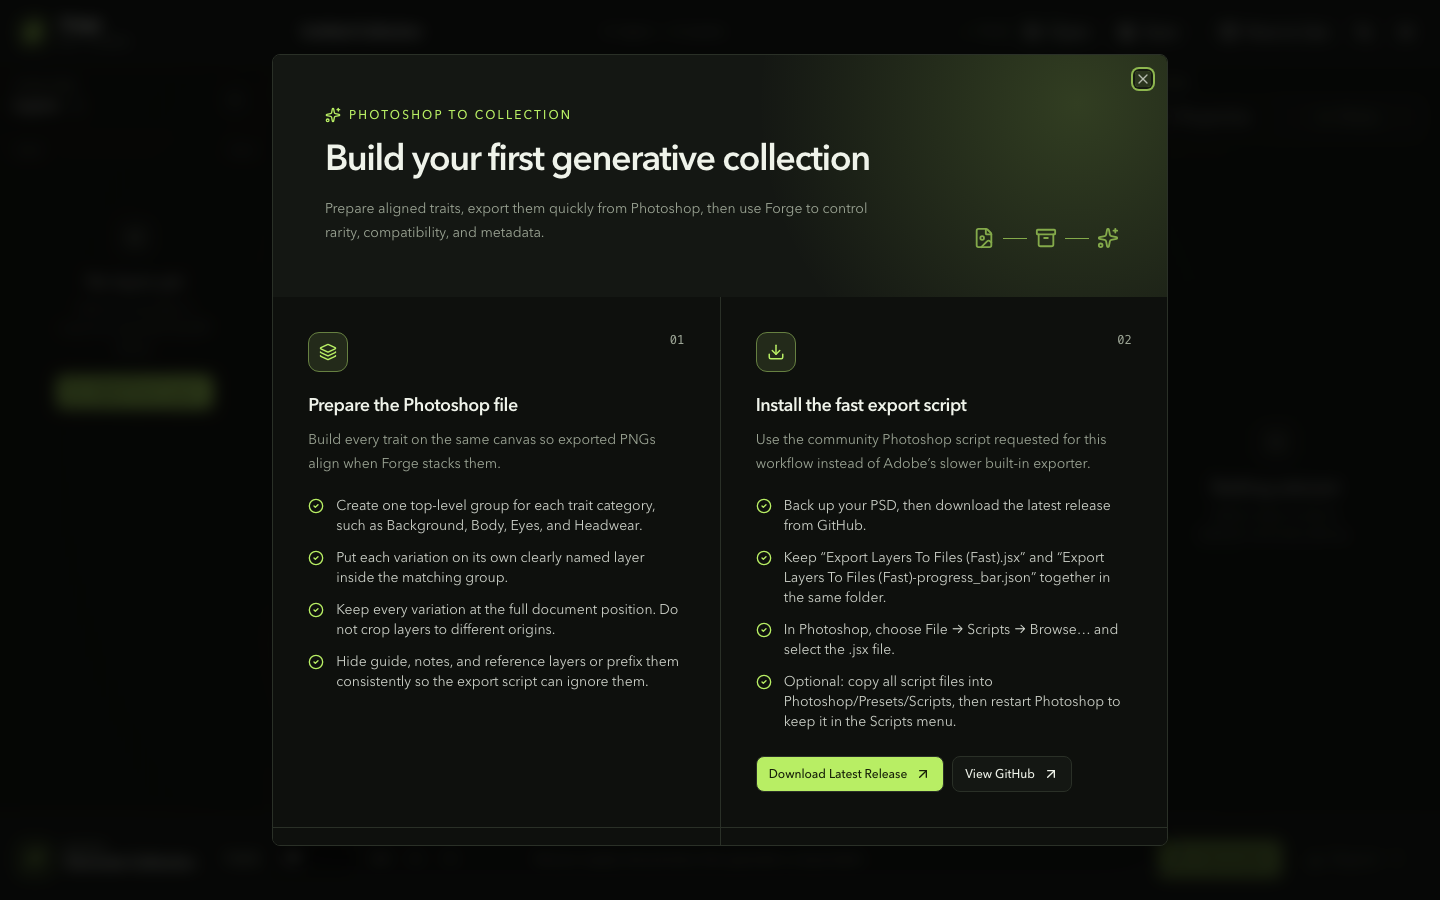 PHOTOSHOP TO COLLECTION
Build your first generative collection
Prepare aligned traits, export them quickly from Photoshop, then use Forge to control
rarity, compatibility, and metadata.
01
Prepare the Photoshop file
Build every trait on the same canvas so exported PNGs
align when Forge stacks them.
Create one top-level group for each trait category,
such as Background, Body, Eyes, and Headwear.
Put each variation on its own clearly named layer
inside the matching group.
Keep every variation at the full document position. Do
not crop layers to different origins.
Hide guide, notes, and reference layers or prefix them
consistently so the export script can ignore them.
02
Install the fast export script
Use the community Photoshop script requested for this
workflow instead of Adobe’s slower built-in exporter.
Back up your PSD, then download the latest release
from GitHub.
Keep “Export Layers To Files (Fast).jsx” and “Export
Layers To Files (Fast)-progress_bar.json” together in
the same folder.
In Photoshop, choose File → Scripts → Browse… and
select the .jsx file.
Optional: copy all script files into
Photoshop/Presets/Scripts, then restart Photoshop to
keep it in the Scripts menu.
Download Latest Release
View GitHub